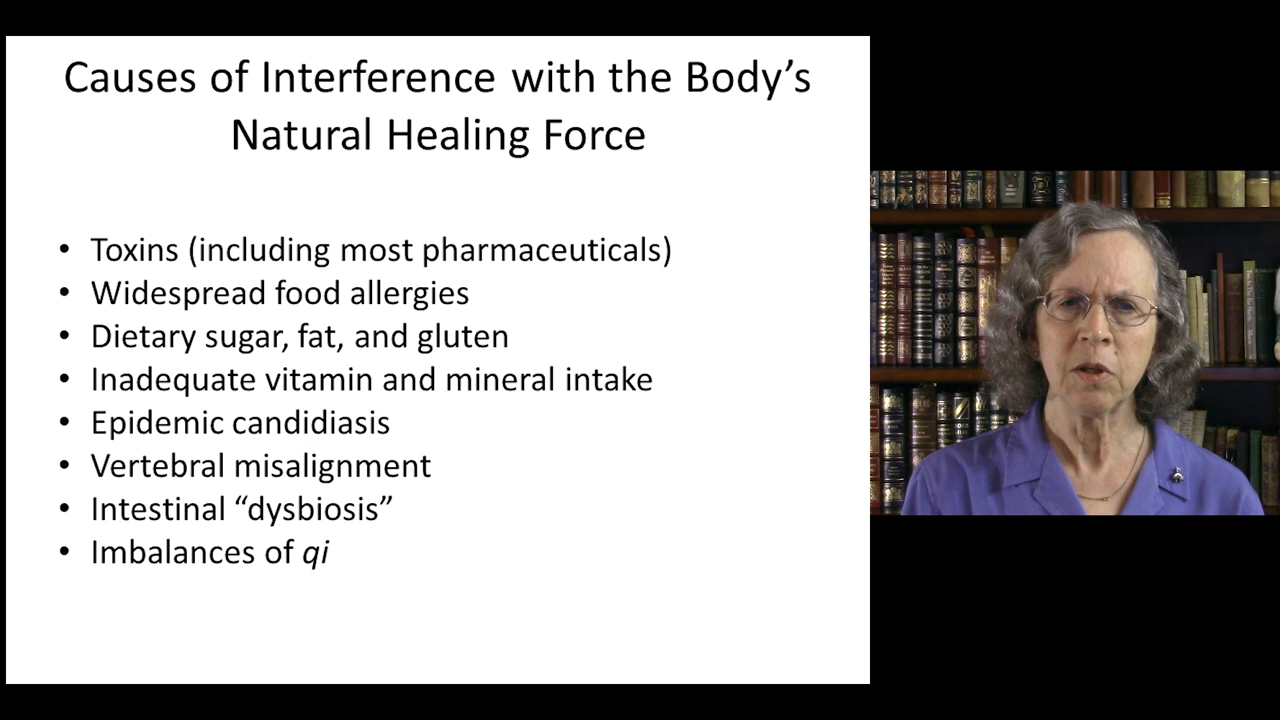 Causes of Interference with the Body’s
Natural Healing Force
• Toxins (including most pharmaceuticals)
• Widespread food allergies
• Dietary sugar, fat, and gluten
• Inadequate vitamin and mineral intake
• Epidemic candidiasis
• Vertebral misalignment
• Intestinal “dysbiosis”
• Imbalances of qi